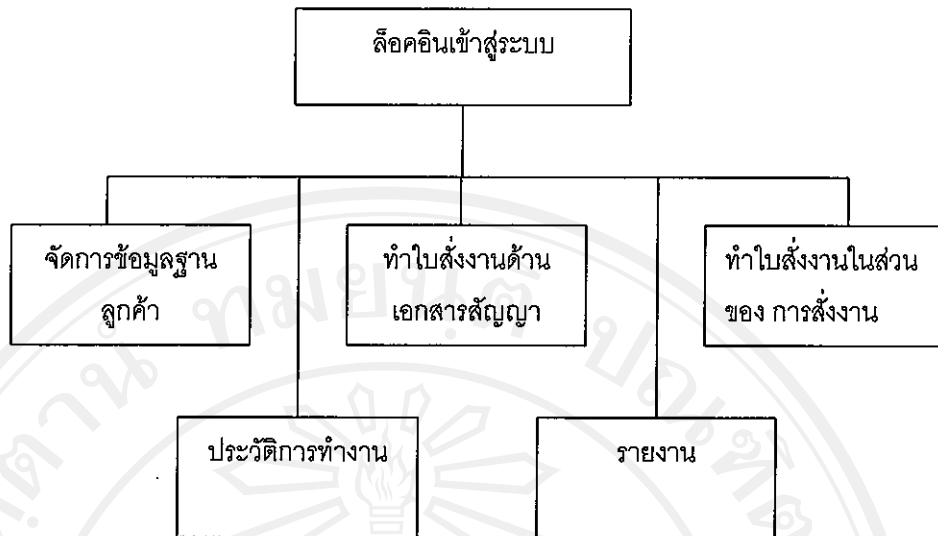 ล็อคอินเข้าสู่ระบบ
จัดการข้อมูลฐาน
ลูกค้า
ทำใบสั่งงานด้าน
เอกสารสัญญา
ทำใบสั่งงานในส่วน
ของ การสั่งงาน
ประวัติการทำงาน
รายงาน